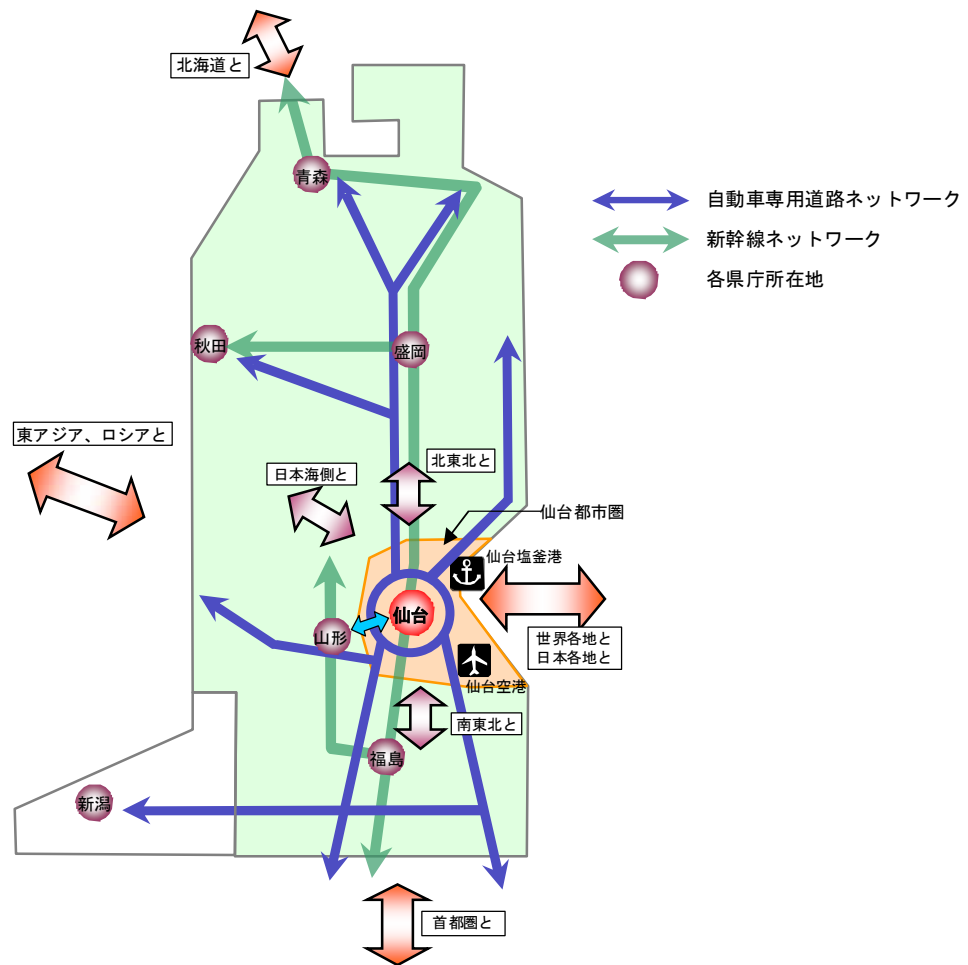 北海道と
青森
自動車専用道路ネットワーク
新幹線ネットワーク
各県庁所在地
秋田
盛岡
東アジア、ロシアと
日本海側と
北東北と
仙台都市圏
仙台塩釜港
仙台
山形
世界各地と
日本各地と
仙台空港
南東北と
福島
新潟
首都圏と